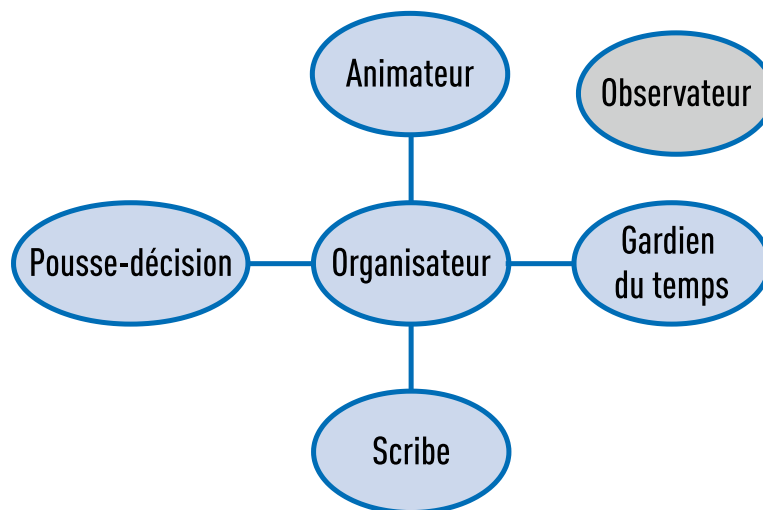 Animateur
Observateur
Pousse-décision
Organisateur
Gardien
du temps
Scribe